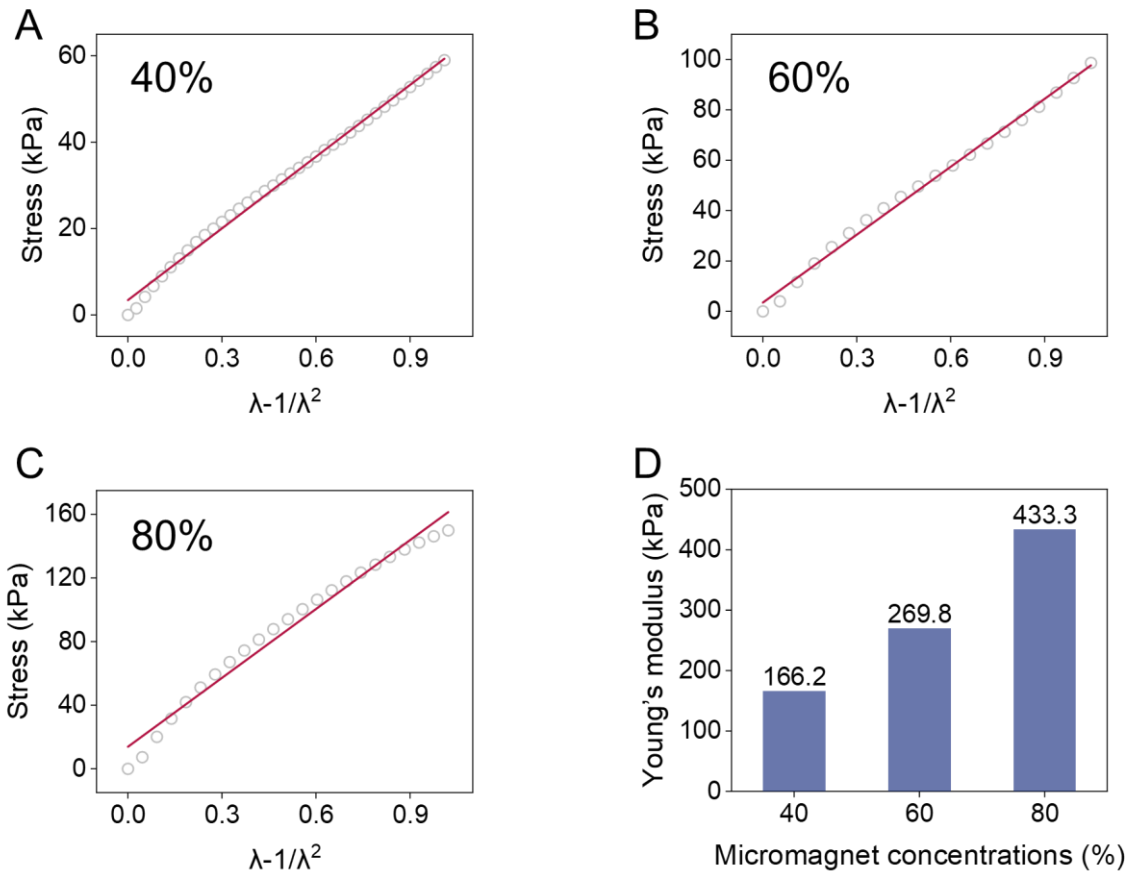 A
40%
Stress (kPa)
60
40
20
0
0.0 0.3 0.6 0.9
λ-1/λ²
B
60%
Stress (kPa)
100
80
60
40
20
0
0.0 0.3 0.6 0.9
λ-1/λ²
C
80%
Stress (kPa)
160
120
80
40
0
0.0 0.3 0.6 0.9
λ-1/λ²
D
Young’s modulus (kPa)
500
400
300
200
100
0
166.2
269.8
433.3
40 60 80
Micromagnet concentrations (%)